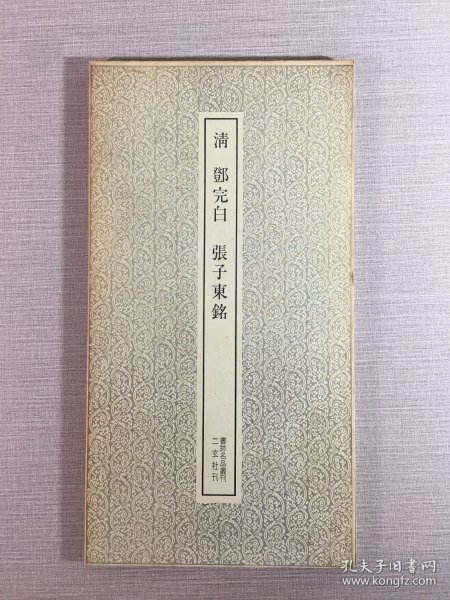 清 鄧完白 張子東銘
書跡名品叢刊
二玄社刊
孔夫子旧书网
www.kongfz.com